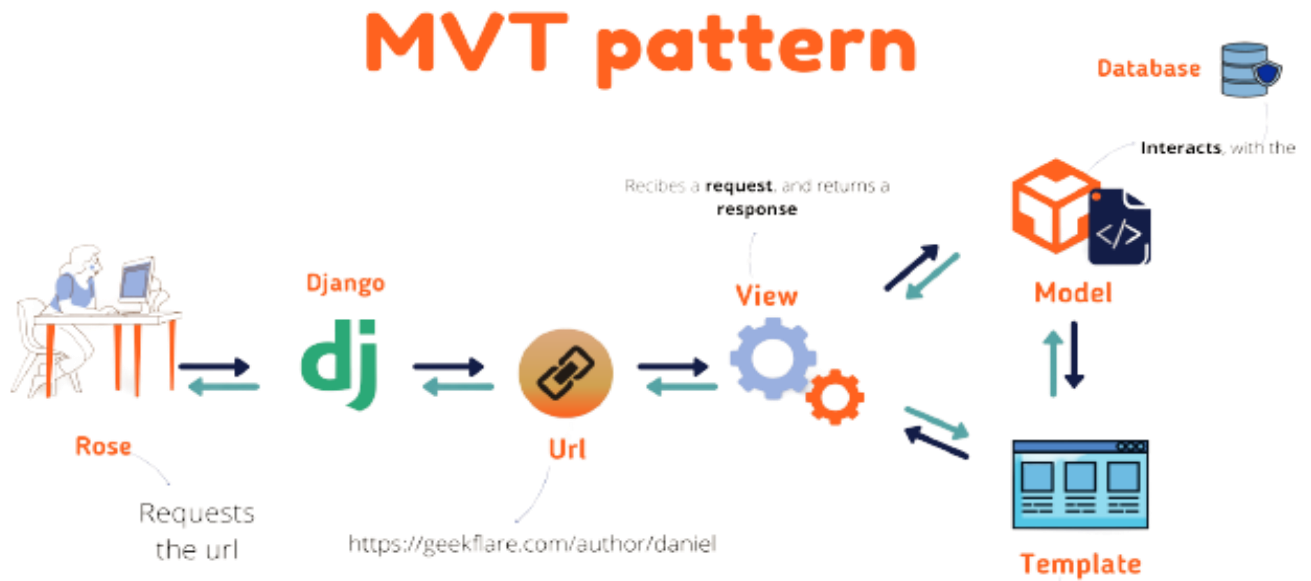 MVT pattern
Database
Interacts, with the
Recibes a request, and returns a
response
</>
Django
dj
View
Model
Rose
Url
Requests
the url
https://geekflare.com/author/daniel
Template